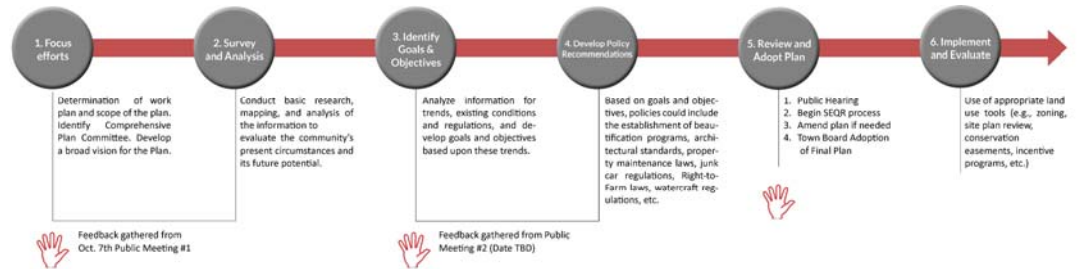 1. Focus
efforts
2. Survey
and Analysis
3. Identify
Goals &
Objectives
4. Develop Policy
Recommendations
5. Review and
Adopt Plan
6. Implement
and Evaluate
Determination of work
plan and scope of the plan.
Identify Comprehensive
Plan Committee. Develop
a broad vision for the Plan.
Conduct basic research,
mapping, and analysis of
the information to
evaluate the community's
present circumstances and
its future potential.
Analyze information for
trends, existing conditions
and regulations, and de-
velop goals and objectives
based upon these trends.
Based on goals and objec-
tives, policies could include
the establishment of beau-
tification programs, archi-
tectural standards, proper-
ty maintenance laws, junk
car regulations, Right-to-
Farm laws, watercraft reg-
ulations, etc.
1. Public Hearing
2. Begin SEQR process
3. Amend plan if needed
4. Town Board Adoption
of Final Plan
Use of appropriate land
use tools (e.g., zoning,
site plan review,
conservation
easements, incentive
programs, etc.)
Feedback gathered from
Oct. 7th Public Meeting #1
Feedback gathered from Public
Meeting #2 (Date TBD)